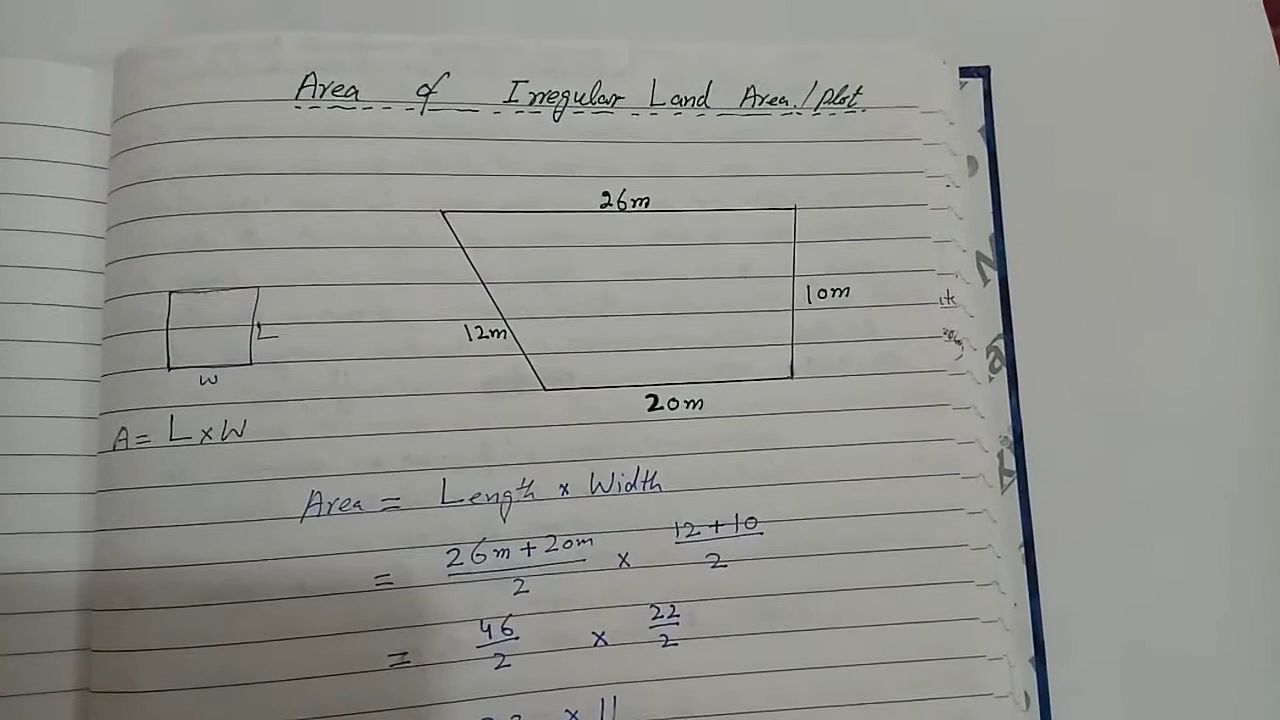 Area of Irregular Land Area./plot
26m
10m
12m
L
w
20m
A = L x W
Area = Length x Width
= 26m + 20m / 2 x 12 + 10 / 2
= 46 / 2 x 22 / 2
x 11